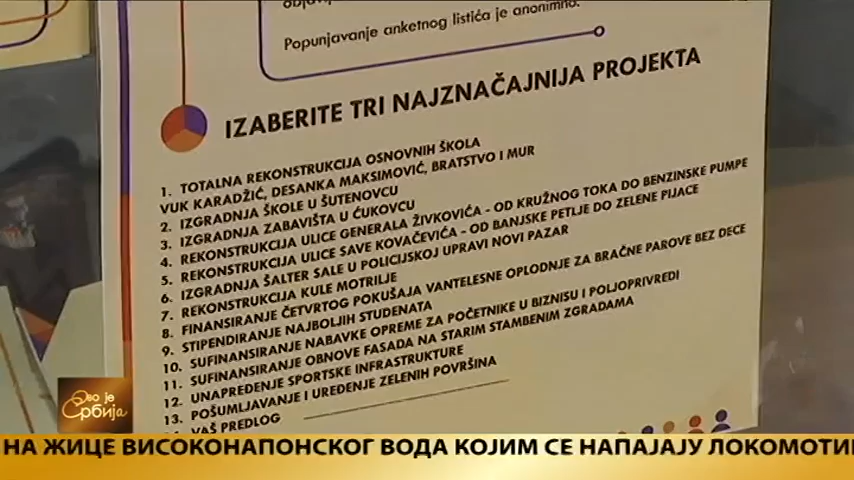 Popunjavanje anketnog listića je anonimno.
IZABERITE TRI NAJZNAČAJNIJA PROJEKTA
1. TOTALNA REKONSTRUKCIJA OSNOVNIH ŠKOLA
VUK KARADŽIĆ, DESANKA MAKSIMOVIĆ, BRATSTVO I MUR
2. IZGRADNJA ŠKOLE U ŠUTENOVCU
3. IZGRADNJA ZABAVIŠTA U ĆUKOVCU
4. REKONSTRUKCIJA ULICE GENERALA ŽIVKOVIĆA - OD KRUŽNOG TOKA DO BENZINSKE PUMPE
5. REKONSTRUKCIJA ULICE SAVE KOVAČEVIĆA - OD BANJSKE PETLJE DO ZELENE PIJACE
6. IZGRADNJA ŠALTER SALE U POLICIJSKOJ UPRAVI NOVI PAZAR
7. REKONSTRUKCIJA KULE MOTRILJE
8. FINANSIRANJE ČETVRTOG POKUŠAJA VANTELESNE OPLODNJE ZA BRAČNE PAROVE BEZ DECE
9. STIPENDIRANJE NAJBOLJIH STUDENATA
10. SUFINANSIRANJE NABAVKE OPREME ZA POČETNIKE U BIZNISU I POLJOPRIVREDI
11. SUFINANSIRANJE OBNOVE FASADA NA STARIM STAMBENIM ZGRADAMA
12. UNAPREĐENJE SPORTSKE INFRASTRUKTURE
13. POŠUMLJAVANJE I UREĐENJE ZELENIH POVRŠINA
VAŠ PREDLOG
Ово је
Србија
НА ЖИЦЕ ВИСОКОНАПОНСКОГ ВОДА КОЈИМ СЕ НАПАЈАЈУ ЛОКОМОТИ